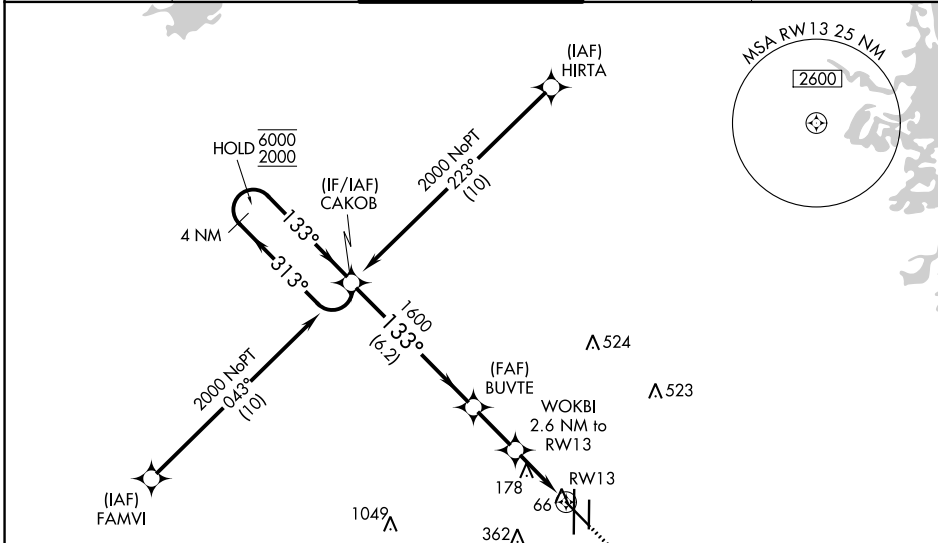 MSA RW13 25 NM
2600
(IAF)
HIRTA
2000 NoPT
223°
(10)
HOLD 6000
2000
(IF/IAF)
CAKOB
133°
4 NM
313°
1600
133°
(6.2)
524
(FAF)
BUVTE
523
2000 NoPT
043°
(10)
WOKBI
2.6 NM to
RW13
178
RW13
66
(IAF)
FAMVI
1049
362